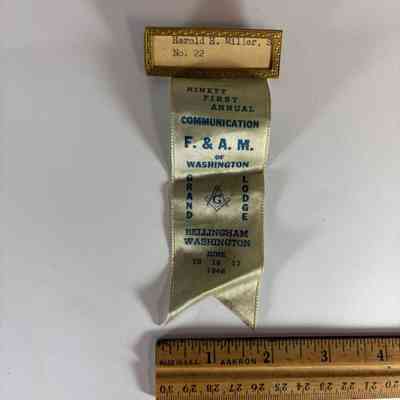 Harold H. Miller, S
No. 22
NINETY
FIRST
ANNUAL
COMMUNICATION
F. & A. M.
OF
WASHINGTON
GRAND
LODGE
G
BELLINGHAM
WASHINGTON
JUNE
15 16 17
1948
1 AAKRON 2 3 4
30 29 28 27 26 25 24 23 22 21 20